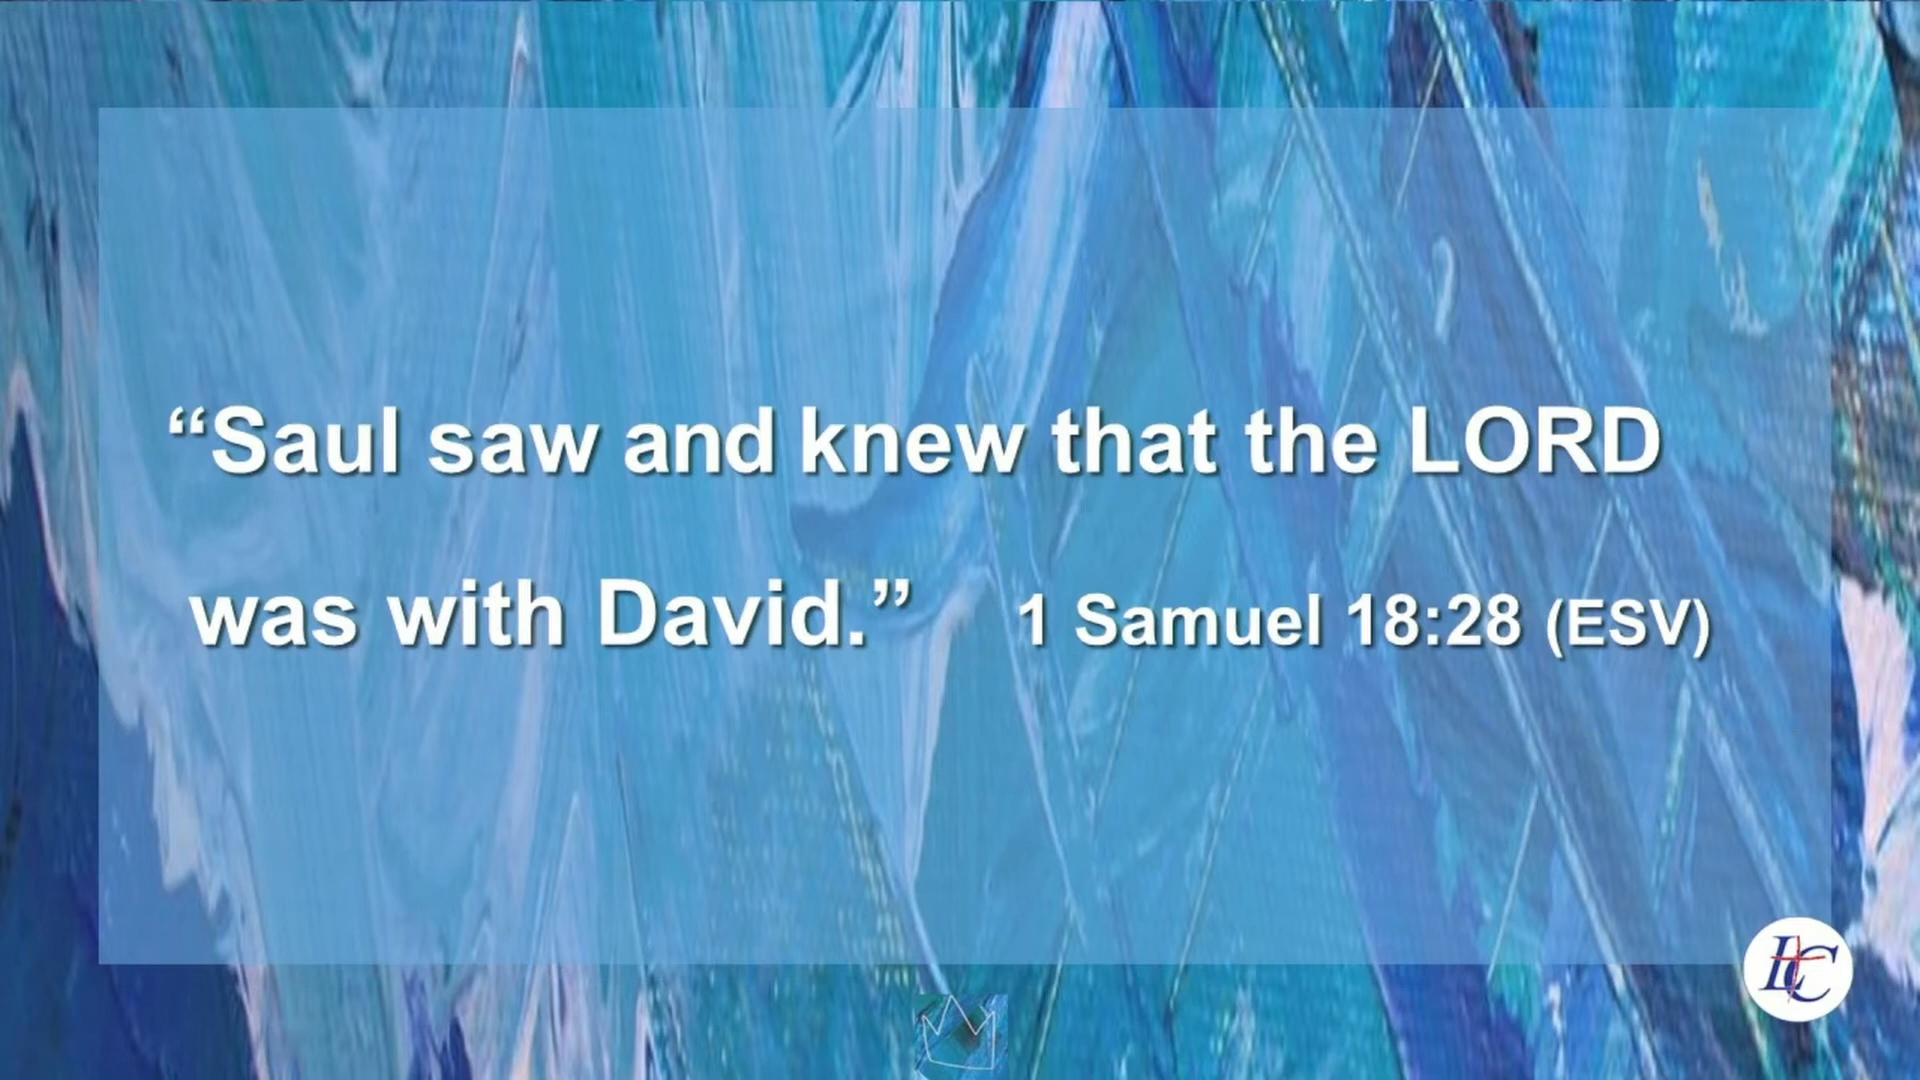 “Saul saw and knew that the LORD
was with David.” 1 Samuel 18:28 (ESV)